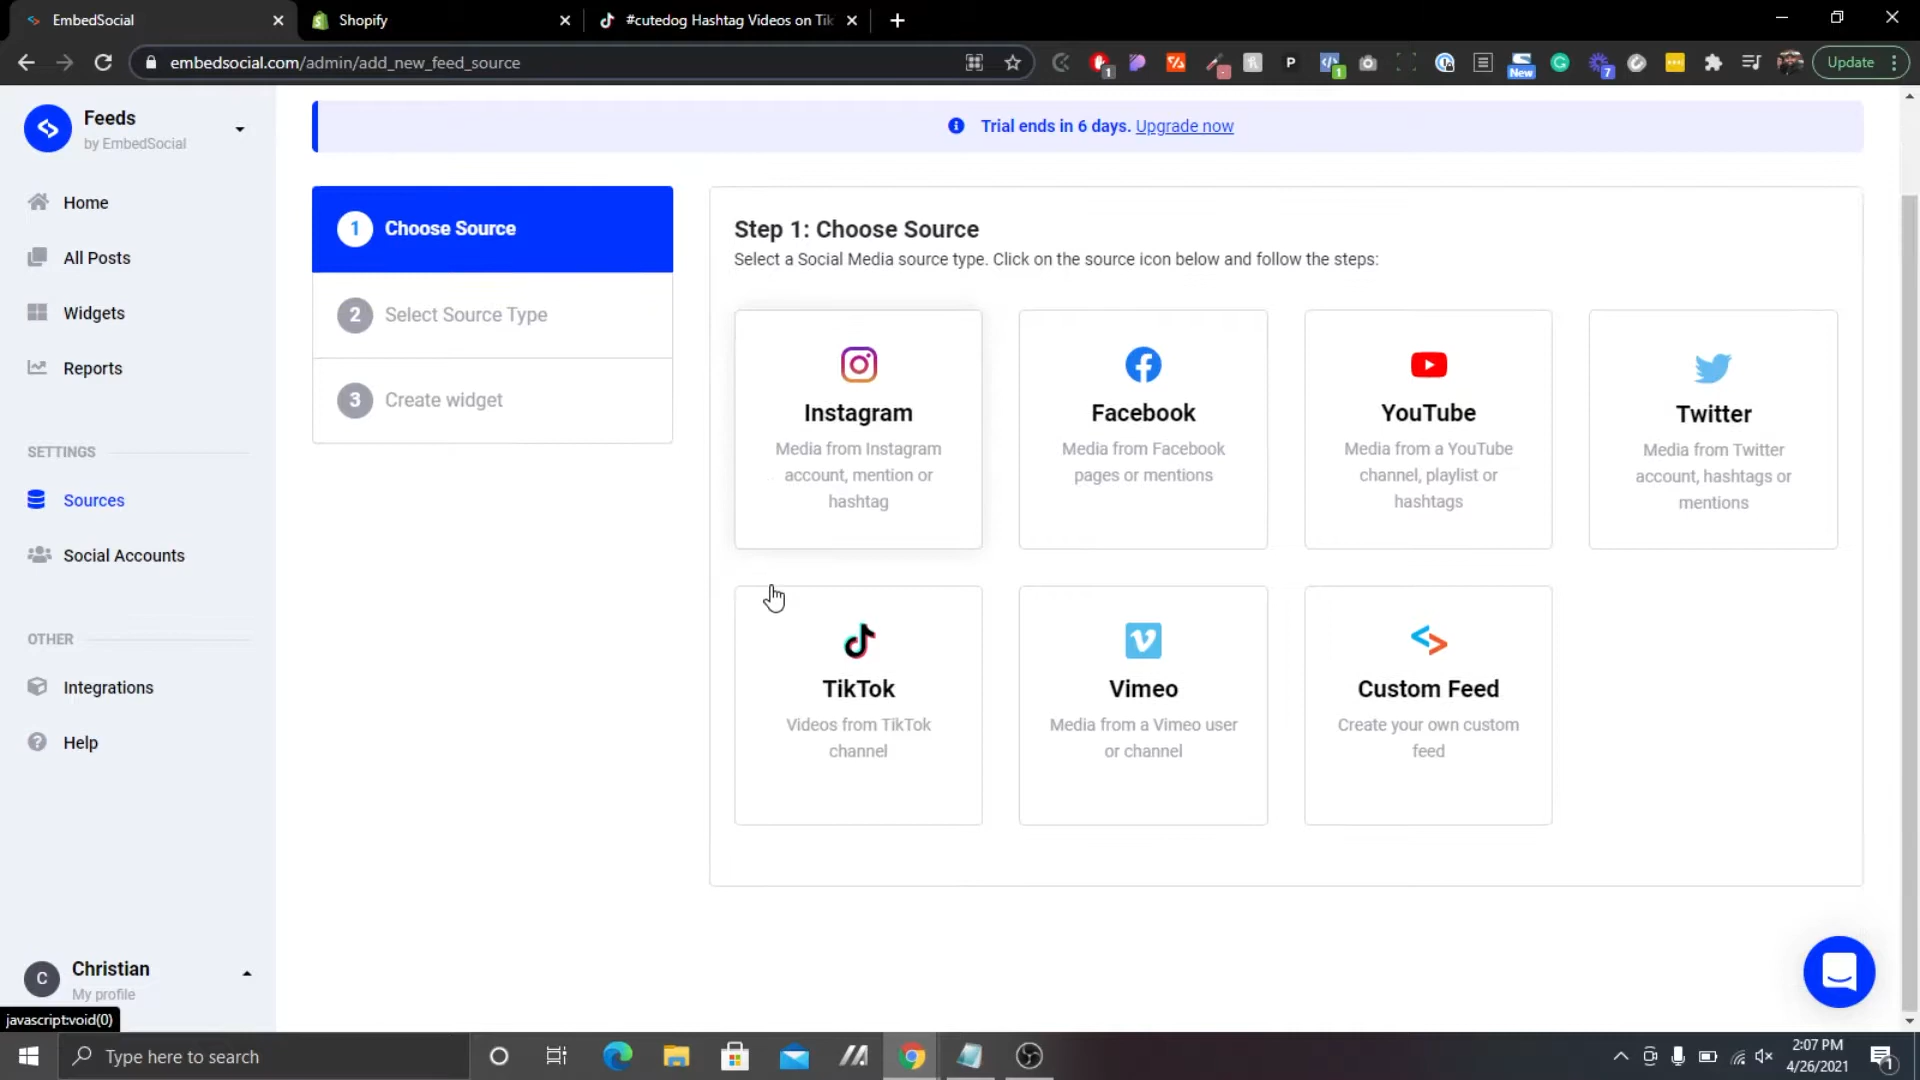 EmbedSocial
Shopify
#cutedog Hashtag Videos on Tik
embedsocial.com/admin/add_new_feed_source
1
P
1
New
7
Update
Feeds
by EmbedSocial
Home
All Posts
Widgets
Reports
SETTINGS
Sources
Social Accounts
OTHER
Integrations
Help
C
Christian
My profile
javascript:void(0)
Trial ends in 6 days. Upgrade now
1 Choose Source
2 Select Source Type
3 Create widget
Step 1: Choose Source
Select a Social Media source type. Click on the source icon below and follow the steps:
Instagram
Media from Instagram
account, mention or
hashtag
Facebook
Media from Facebook
pages or mentions
YouTube
Media from a YouTube
channel, playlist or
hashtags
Twitter
Media from Twitter
account, hashtags or
mentions
TikTok
Videos from TikTok
channel
Vimeo
Media from a Vimeo user
or channel
Custom Feed
Create your own custom
feed
Type here to search
2:07 PM
4/26/2021
1